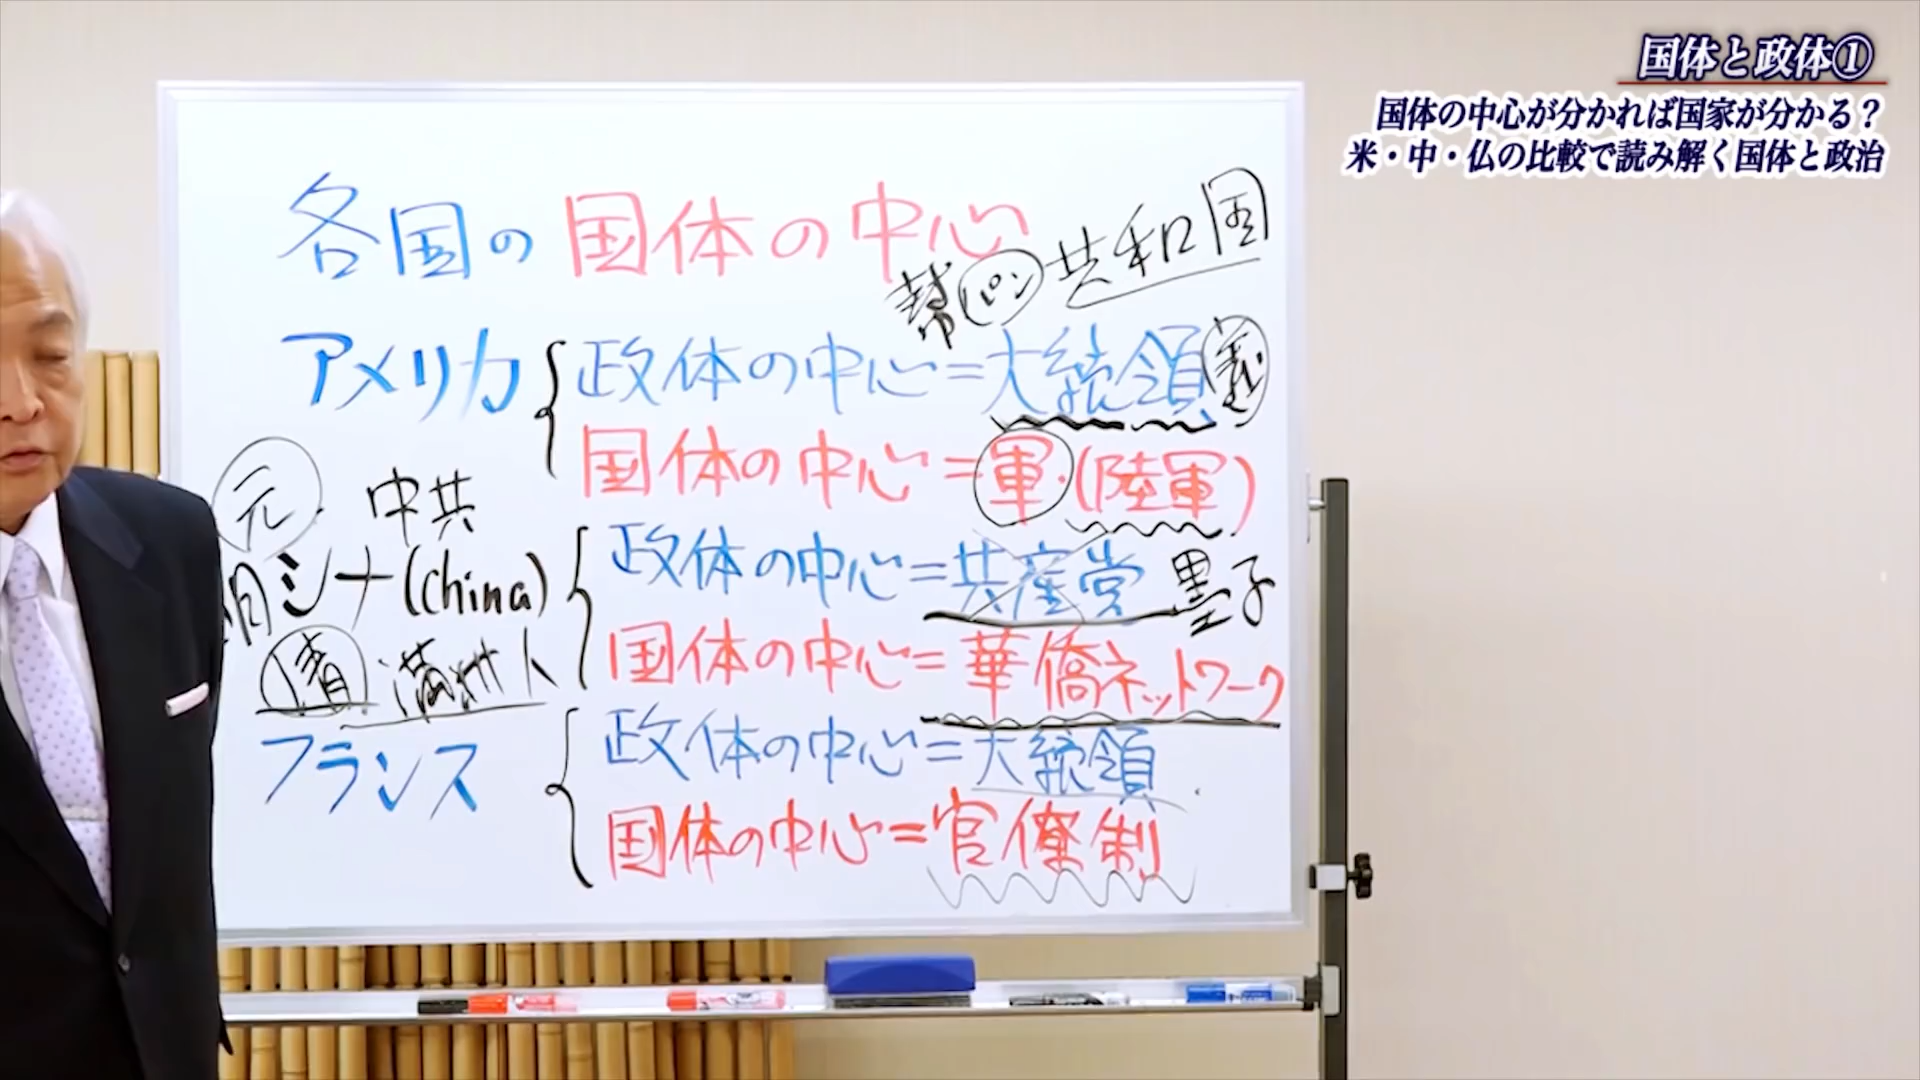 国体と政体①
国体の中心が分かれば国家が分かる?
米・中・仏の比較で読み解く国体と政治
各国の国体の中心
幇 パン 共和国
アメリカ 政体の中心=大統領
国体の中心=軍・(陸軍)
元 中共
シナ(China) 政体の中心=共産党 墨子
清 満州人 国体の中心=華僑ネットワーク
フランス 政体の中心=大統領
国体の中心=官僚制